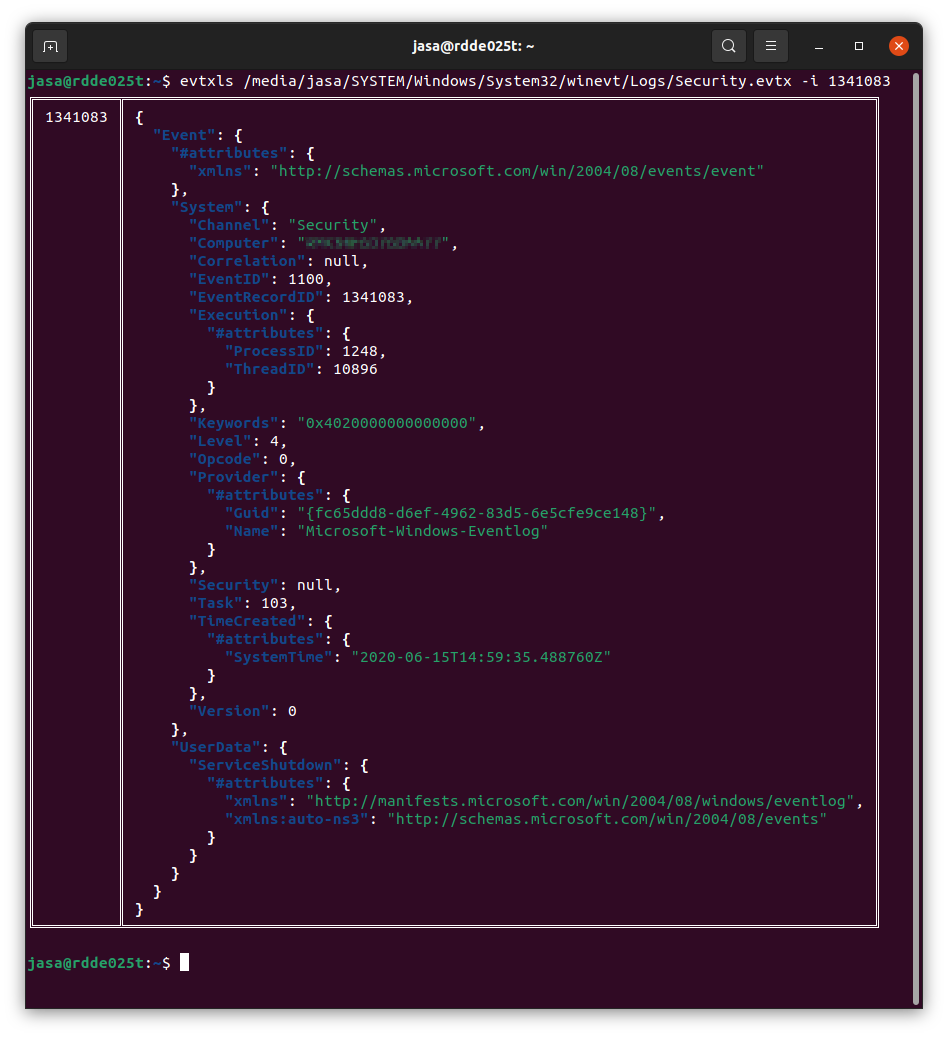 jasa@rdde025t: ~
jasa@rdde025t:~$ evtxls /media/jasa/SYSTEM/Windows/System32/winevt/Logs/Security.evtx -i 1341083
1341083 {
"Event": {
"#attributes": {
"xmlns": "http://schemas.microsoft.com/win/2004/08/events/event"
},
"System": {
"Channel": "Security",
"Computer": "",
"Correlation": null,
"EventID": 1100,
"EventRecordID": 1341083,
"Execution": {
"#attributes": {
"ProcessID": 1248,
"ThreadID": 10896
}
},
"Keywords": "0x4020000000000000",
"Level": 4,
"Opcode": 0,
"Provider": {
"#attributes": {
"Guid": "{fc65ddd8-d6ef-4962-83d5-6e5cfe9ce148}",
"Name": "Microsoft-Windows-Eventlog"
}
},
"Security": null,
"Task": 103,
"TimeCreated": {
"#attributes": {
"SystemTime": "2020-06-15T14:59:35.488760Z"
}
},
"Version": 0
},
"UserData": {
"ServiceShutdown": {
"#attributes": {
"xmlns": "http://manifests.microsoft.com/win/2004/08/windows/eventlog",
"xmlns:auto-ns3": "http://schemas.microsoft.com/win/2004/08/events"
}
}
}
}
}
jasa@rdde025t:~$